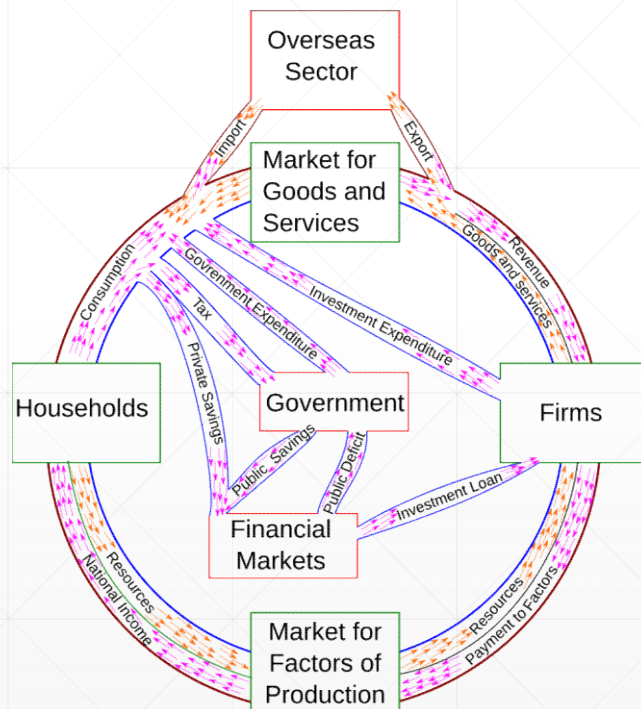 Overseas
Sector
Import
Export
Market for
Goods and
Services
Consumption
Revenue
Goods and services
Govrenment Expenditure
Investment Expenditure
Tax
Private Savings
Households
Government
Firms
Public Savings
Public Deficit
Investment Loan
Financial
Markets
Resources
National Income
Resources
Payment to Factors
Market for
Factors of
Production